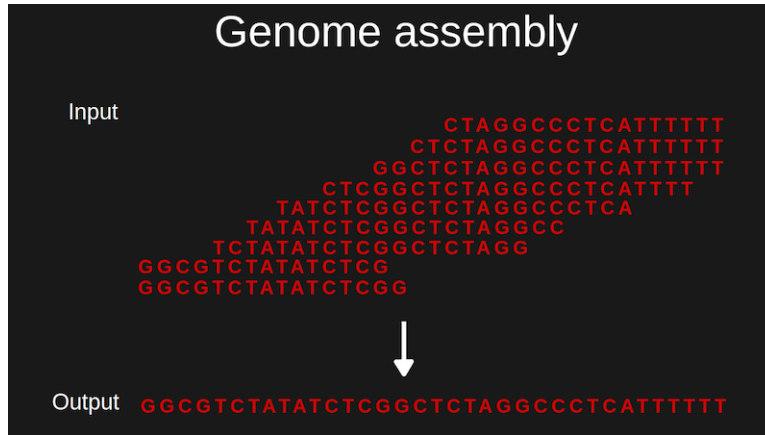 Genome assembly
Input
CTAGGCCCTCATTTTTT
CTCTAGGCCCTCATTTTTT
GGCTCTAGGCCCTCATTTTTT
CTCGGCTCTAGGCCCTCATTTT
TATCTCGGCTCTAGGCCCTCA
TATATCTCGGCTCTAGGCC
TCTATATCTCGGCTCTAGG
GGCGTCTATATCTCG
GGCGTCTATATCTCGG
Output
GGCGTCTATATCTCGGCTCTAGGCCCTCATTTTTT